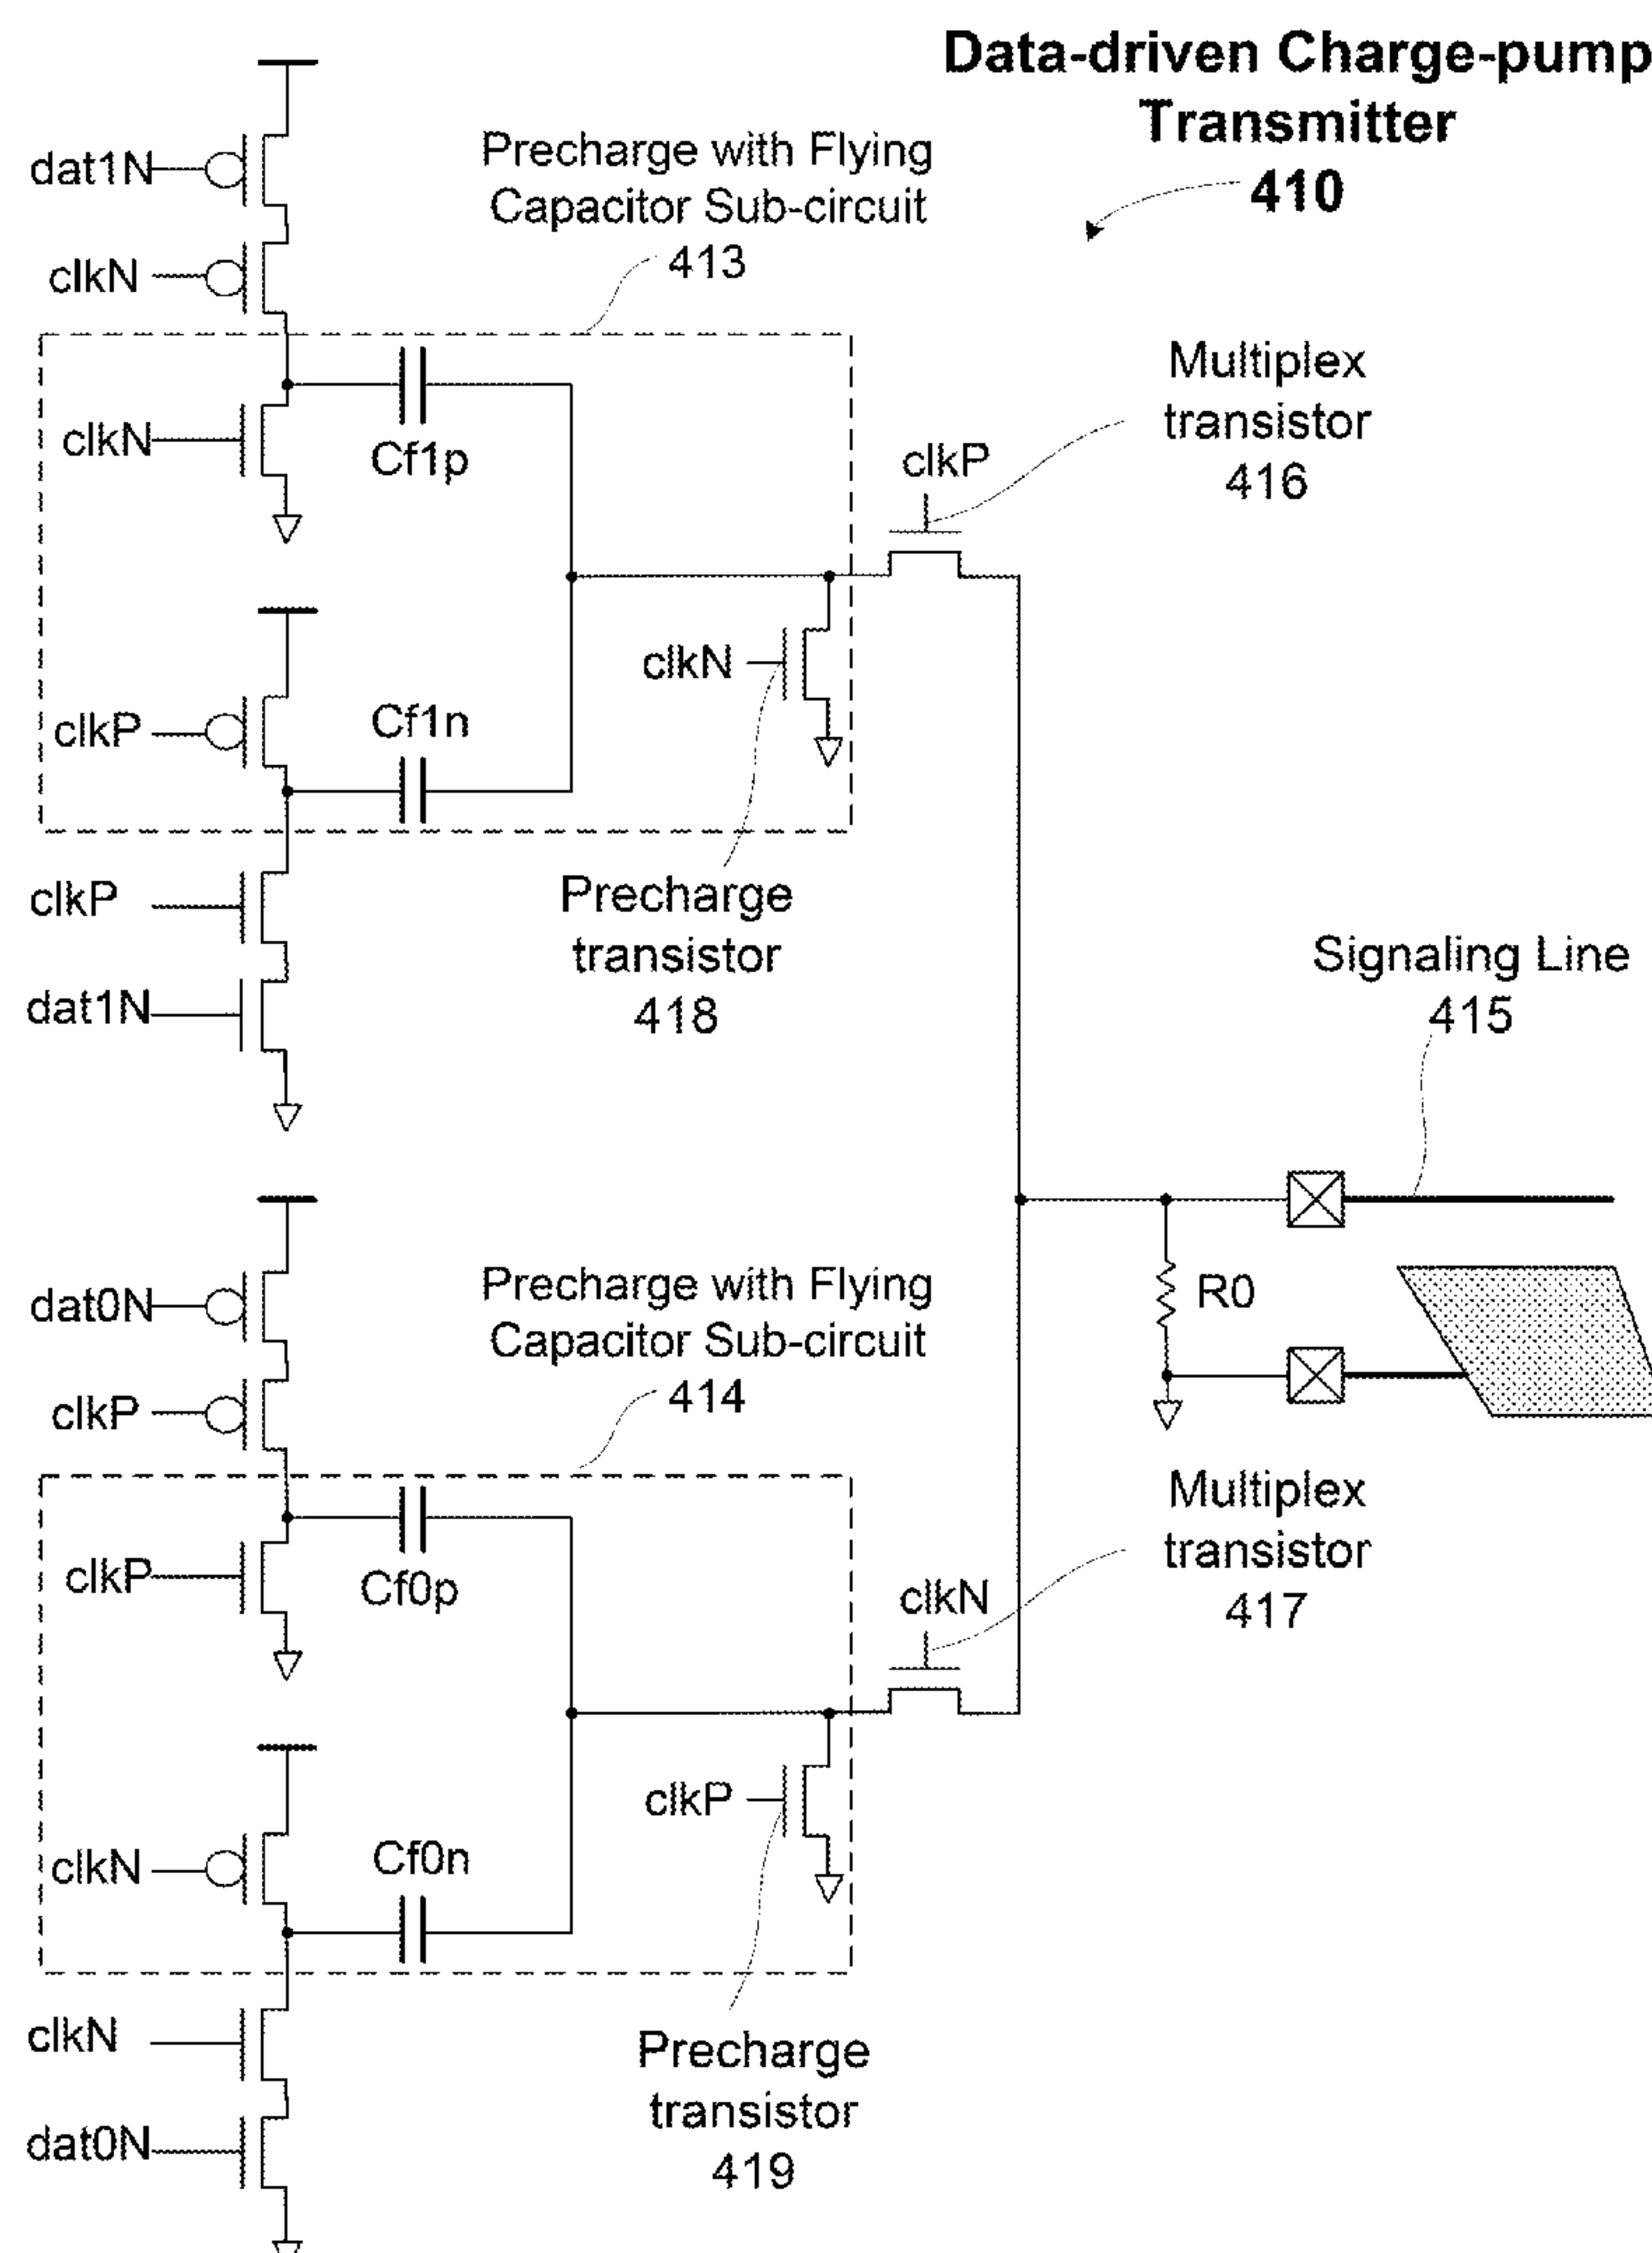 Data-driven Charge-pump
Transmitter
410
dat1N
Precharge with Flying
Capacitor Sub-circuit
413
clkN
clkN
Cf1p
Multiplex
transistor
416
clkP
clkN
clkP
Cf1n
clkP
Precharge
transistor
418
dat1N
Signaling Line
415
dat0N
Precharge with Flying
Capacitor Sub-circuit
414
R0
clkP
clkP
Cf0p
Multiplex
transistor
417
clkN
clkP
clkN
Cf0n
clkN
Precharge
transistor
419
dat0N